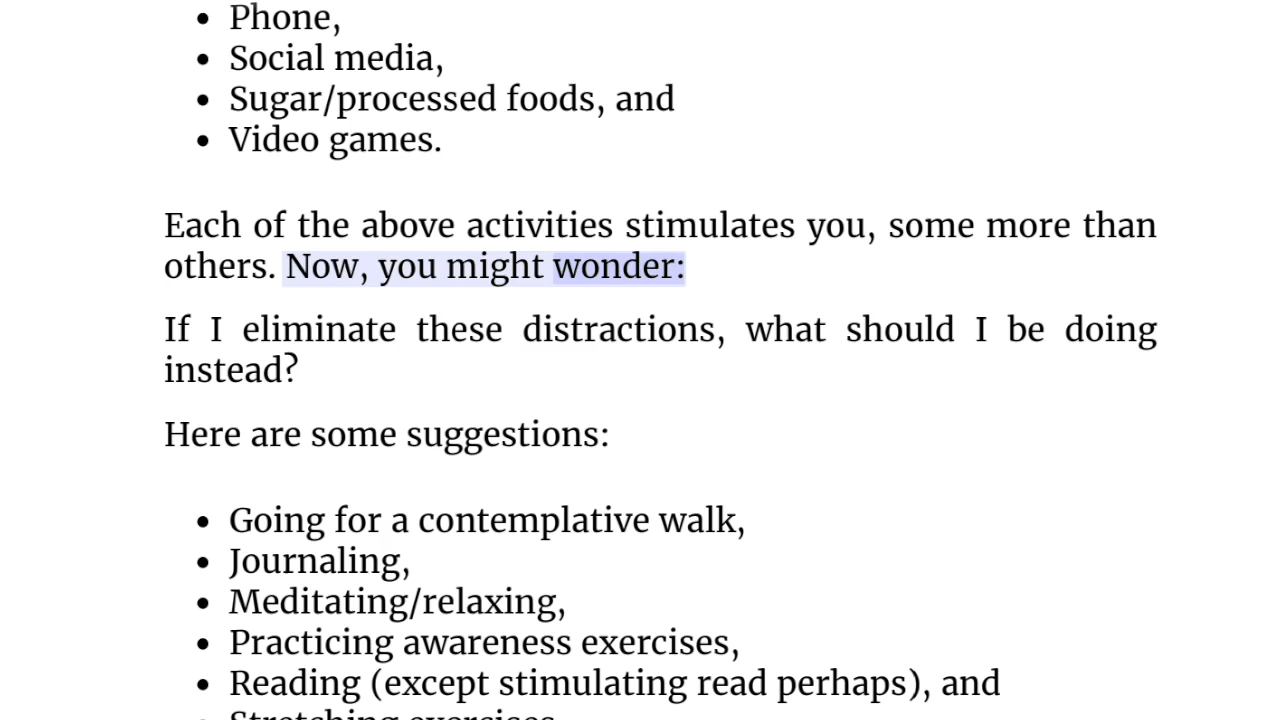 Phone,
Social media,
Sugar/processed foods, and
Video games.
Each of the above activities stimulates you, some more than
others. Now, you might wonder:
If I eliminate these distractions, what should I be doing
instead?
Here are some suggestions:
Going for a contemplative walk,
Journaling,
Meditating/relaxing,
Practicing awareness exercises,
Reading (except stimulating read perhaps), and
Stretching exercises